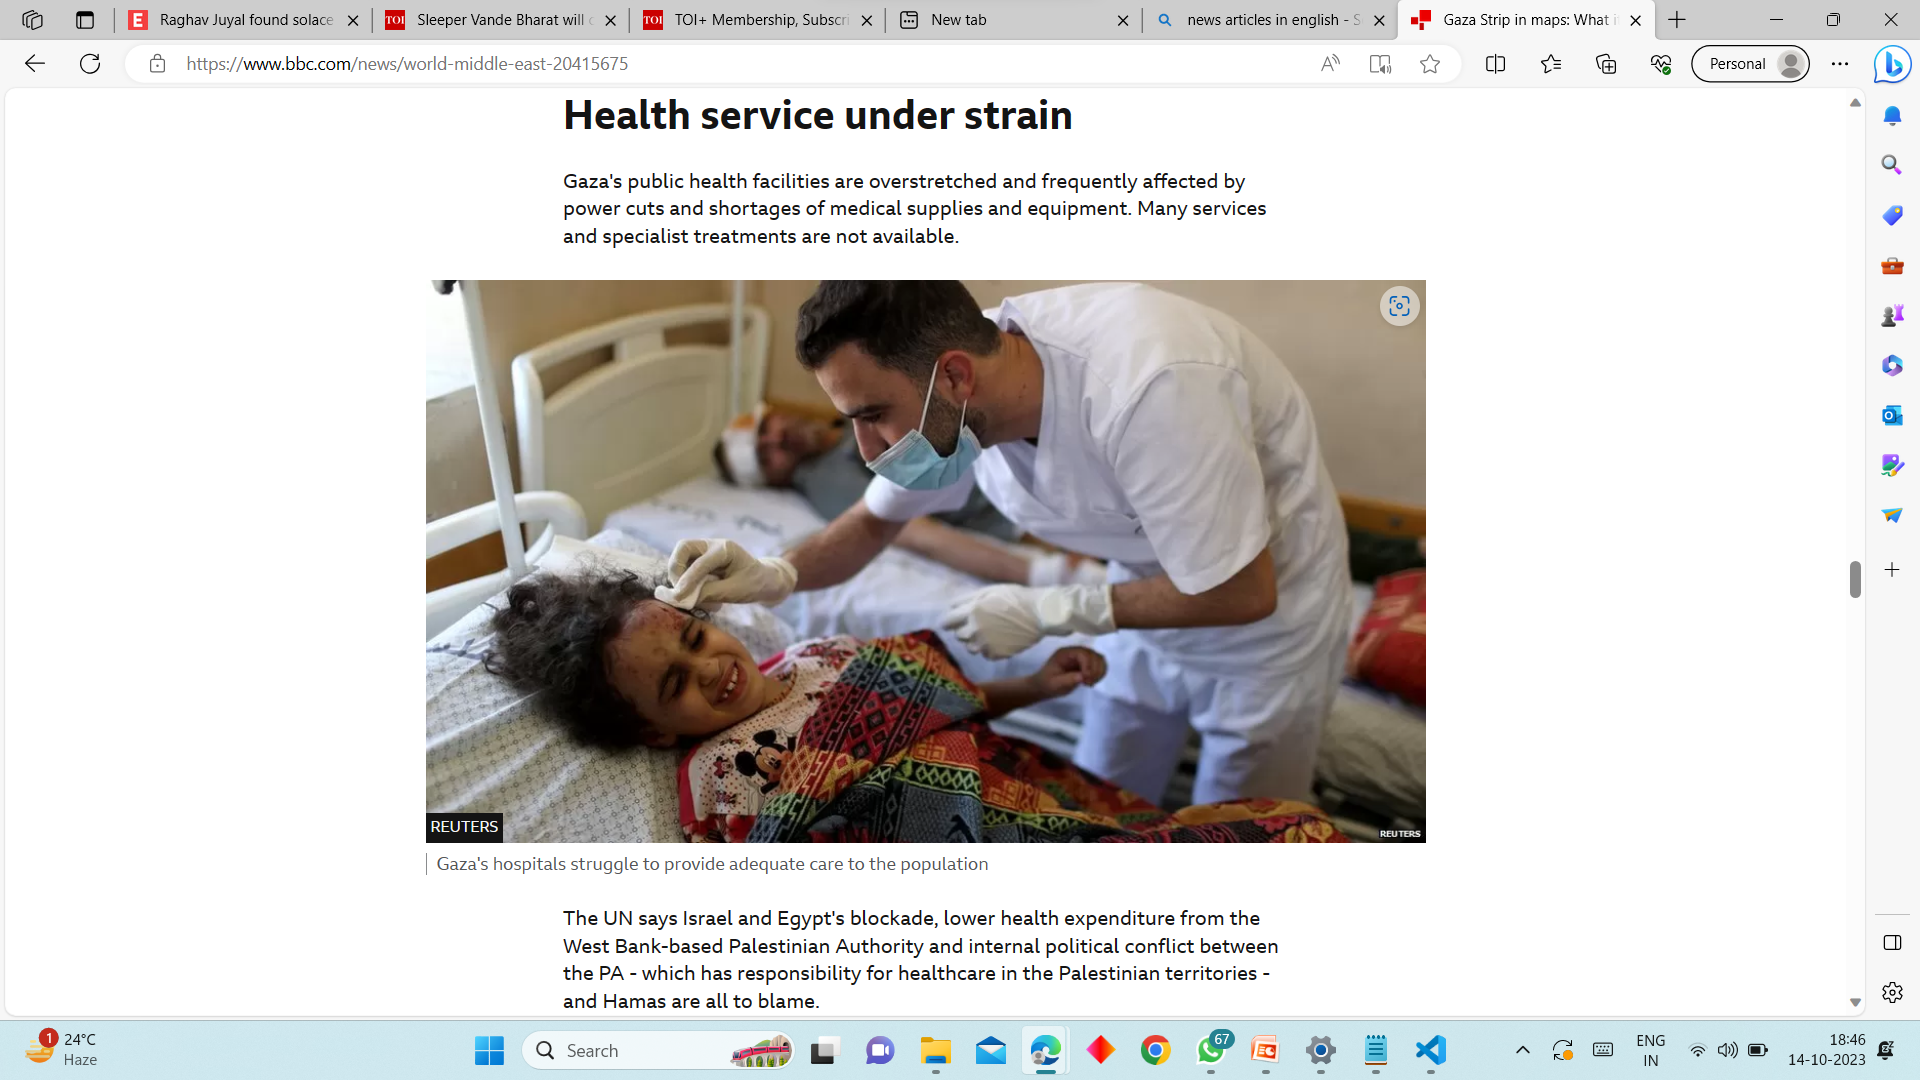 Raghav Juyal found solace
Sleeper Vande Bharat will
TOI+ Membership, Subscri
New tab
news articles in english - S
Gaza Strip in maps: What i
https://www.bbc.com/news/world-middle-east-20415675
Personal
Health service under strain
Gaza's public health facilities are overstretched and frequently affected by
power cuts and shortages of medical supplies and equipment. Many services
and specialist treatments are not available.
REUTERS
REUTERS
Gaza's hospitals struggle to provide adequate care to the population
The UN says Israel and Egypt's blockade, lower health expenditure from the
West Bank-based Palestinian Authority and internal political conflict between
the PA - which has responsibility for healthcare in the Palestinian territories -
and Hamas are all to blame.
1
24°C
Haze
Search
67
ENG
IN
18:46
14-10-2023